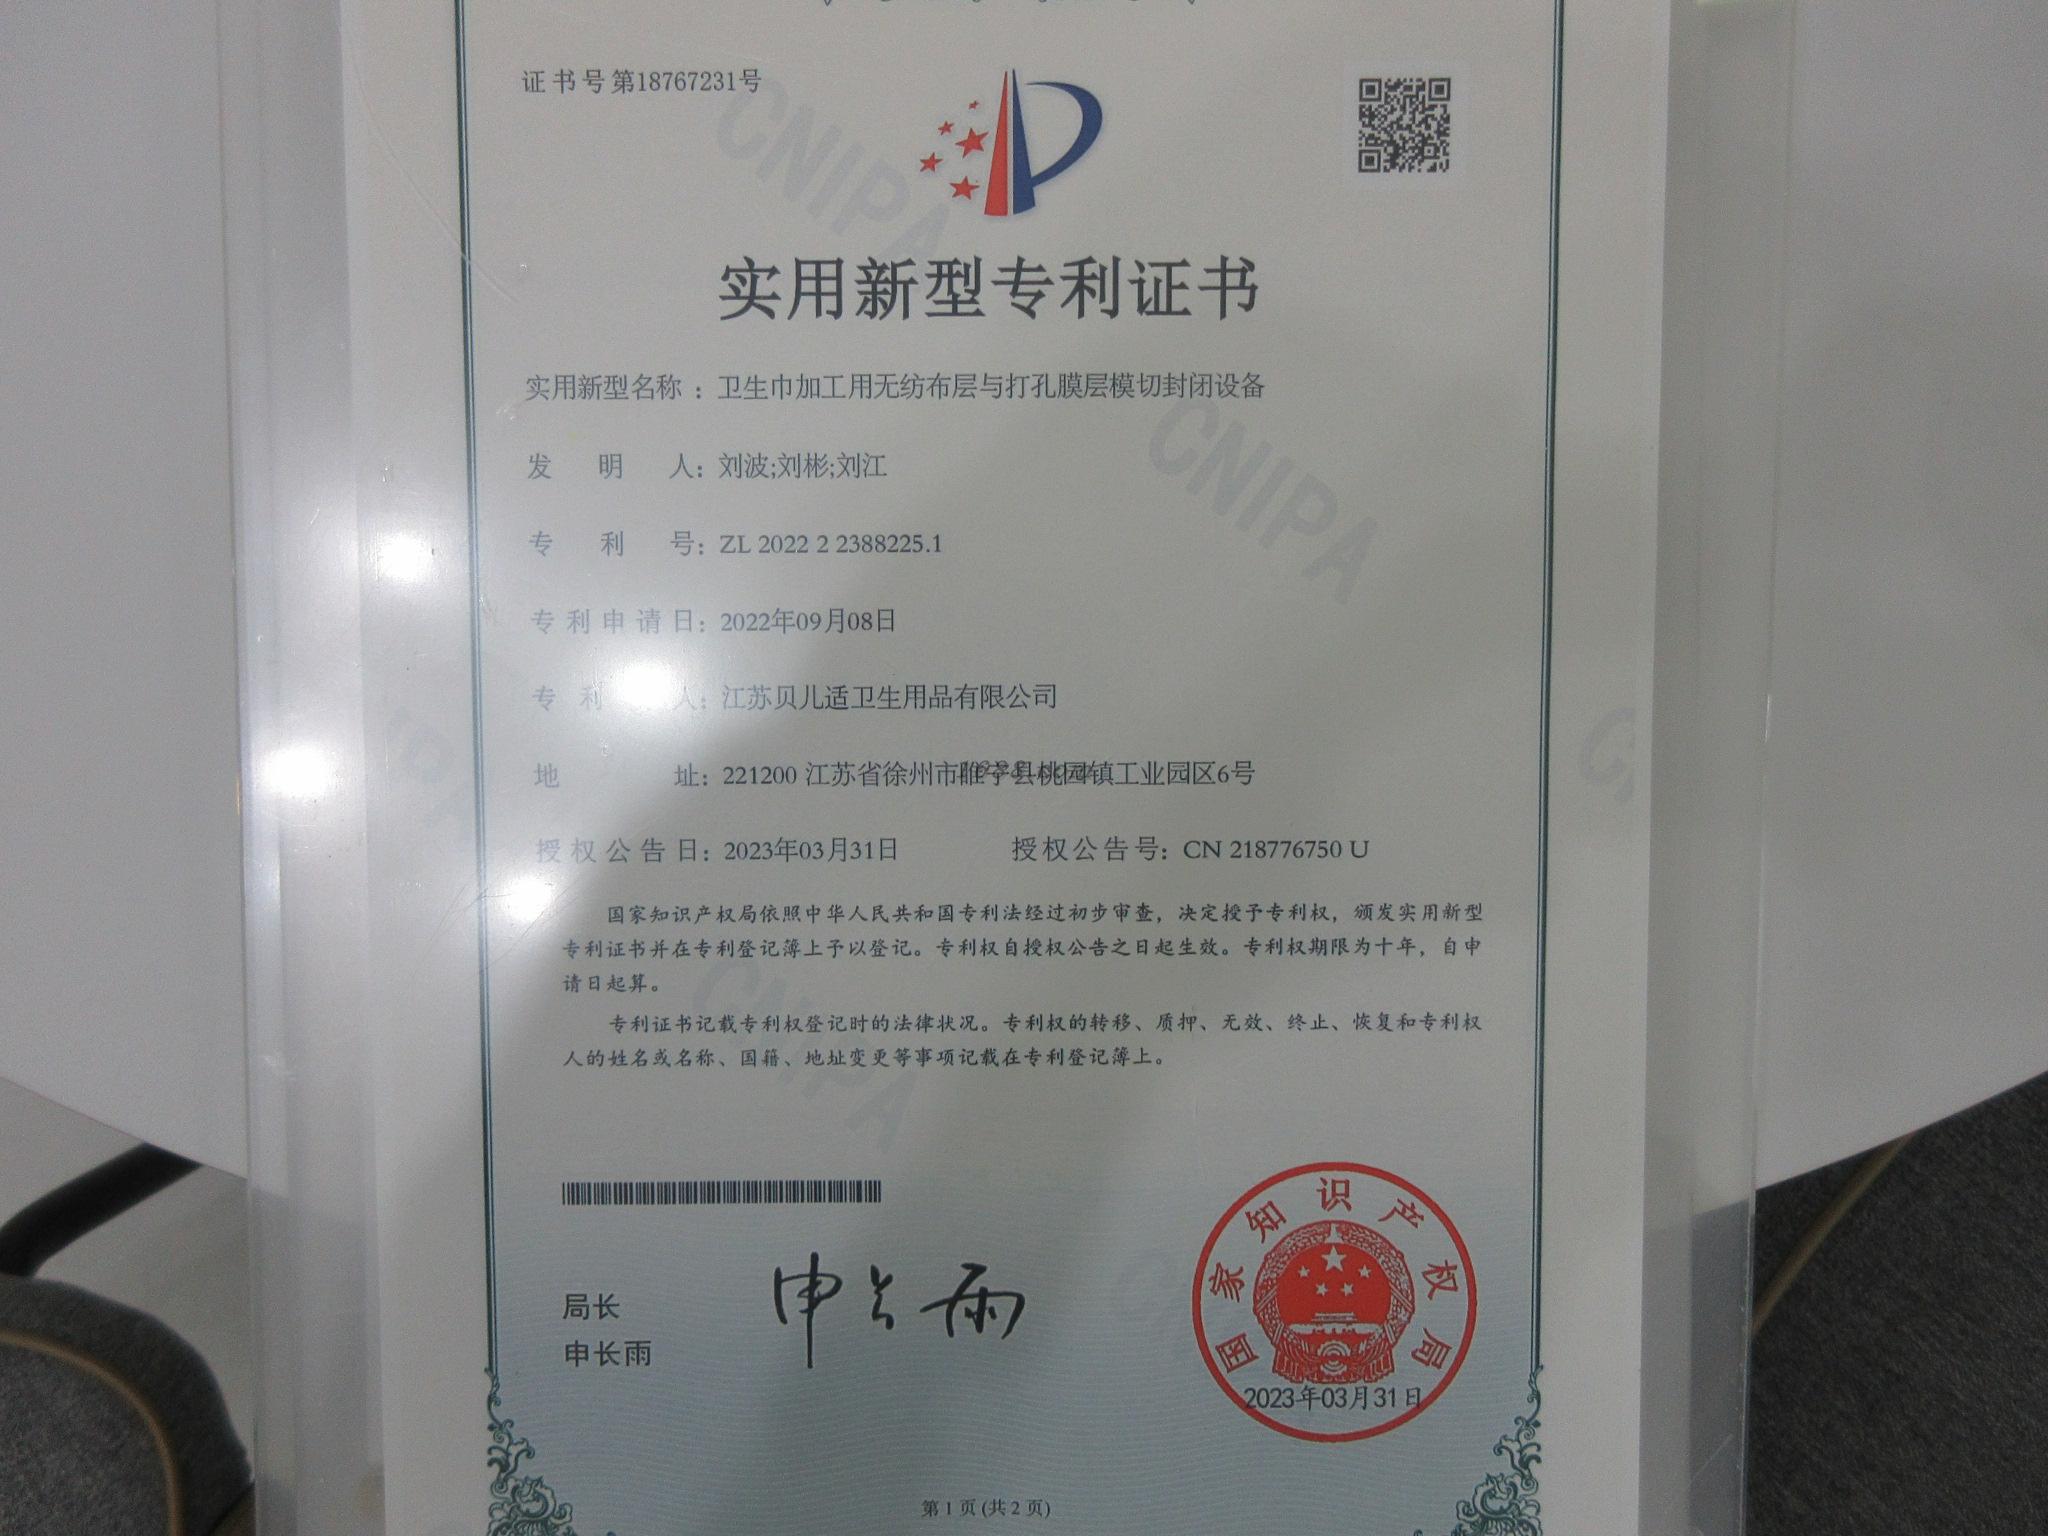 证书号第18767231号
实用新型专利证书
实用新型名称：卫生巾加工用无纺布层与打孔膜层模切封闭设备
发明人：刘波;刘彬;刘江
专利号：ZL 2022 2 2388225.1
专利申请日：2022年09月08日
专利 人：江苏贝儿适卫生用品有限公司
地址：221200 江苏省徐州市睢宁县桃园镇工业园区6号
授权公告日：2023年03月31日 授权公告号：CN 218776750 U
国家知识产权局依照中华人民共和国专利法经过初步审查，决定授予专利权，颁发实用新型
专利证书并在专利登记簿上予以登记。专利权自授权公告之日起生效。专利权期限为十年，自申
请日起算。
专利证书记载专利权登记时的法律状况。专利权的转移、质押、无效、终止、恢复和专利权
人的姓名或名称、国籍、地址变更等事项记载在专利登记簿上。
局长
申长雨
申长雨
国家知识产权局
2023年03月31日
第1页(共2页)
CNIPA
CNIPA
CNIPA